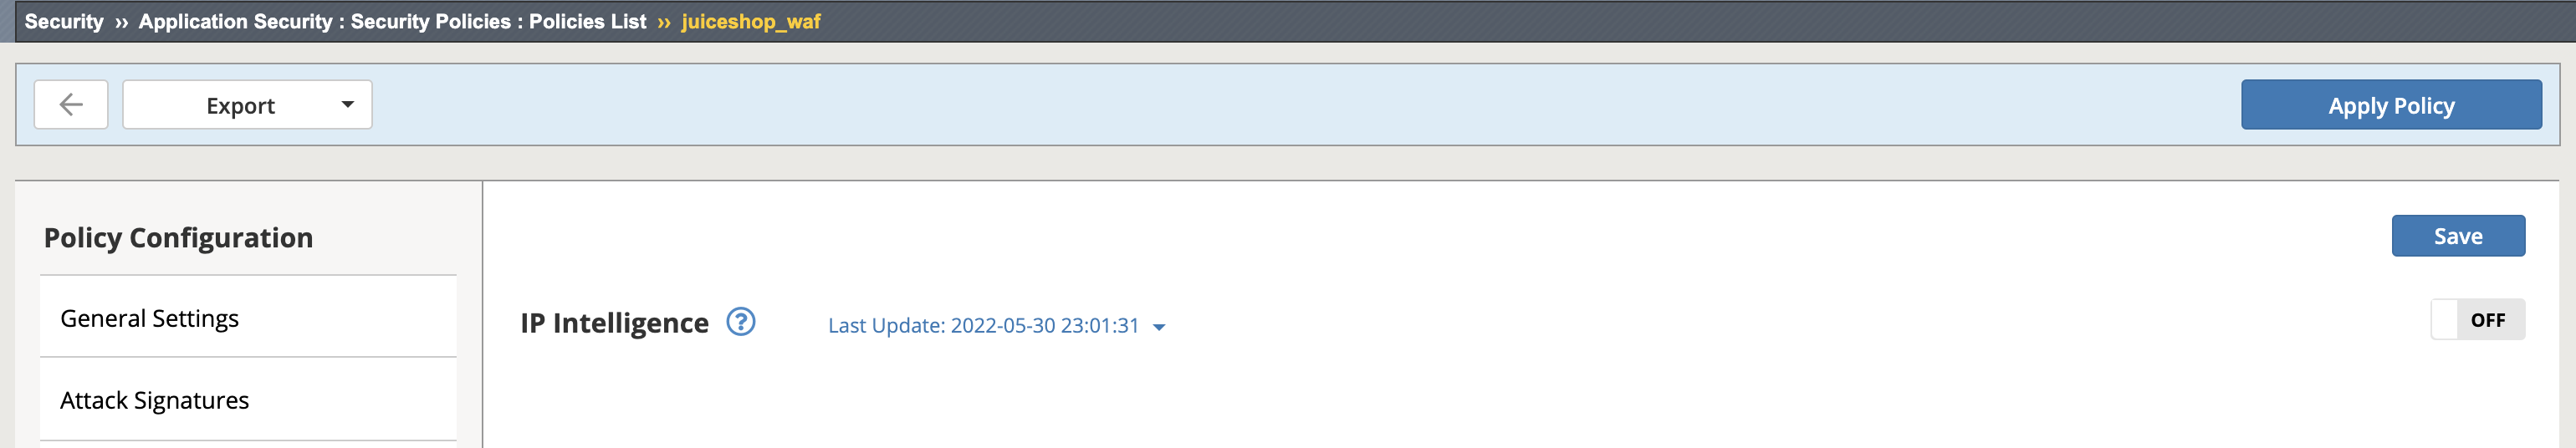 Security ›› Application Security : Security Policies : Policies List ›› juiceshop_waf
Export
Apply Policy
Policy Configuration
Save
General Settings
IP Intelligence ? Last Update: 2022-05-30 23:01:31
OFF
Attack Signatures